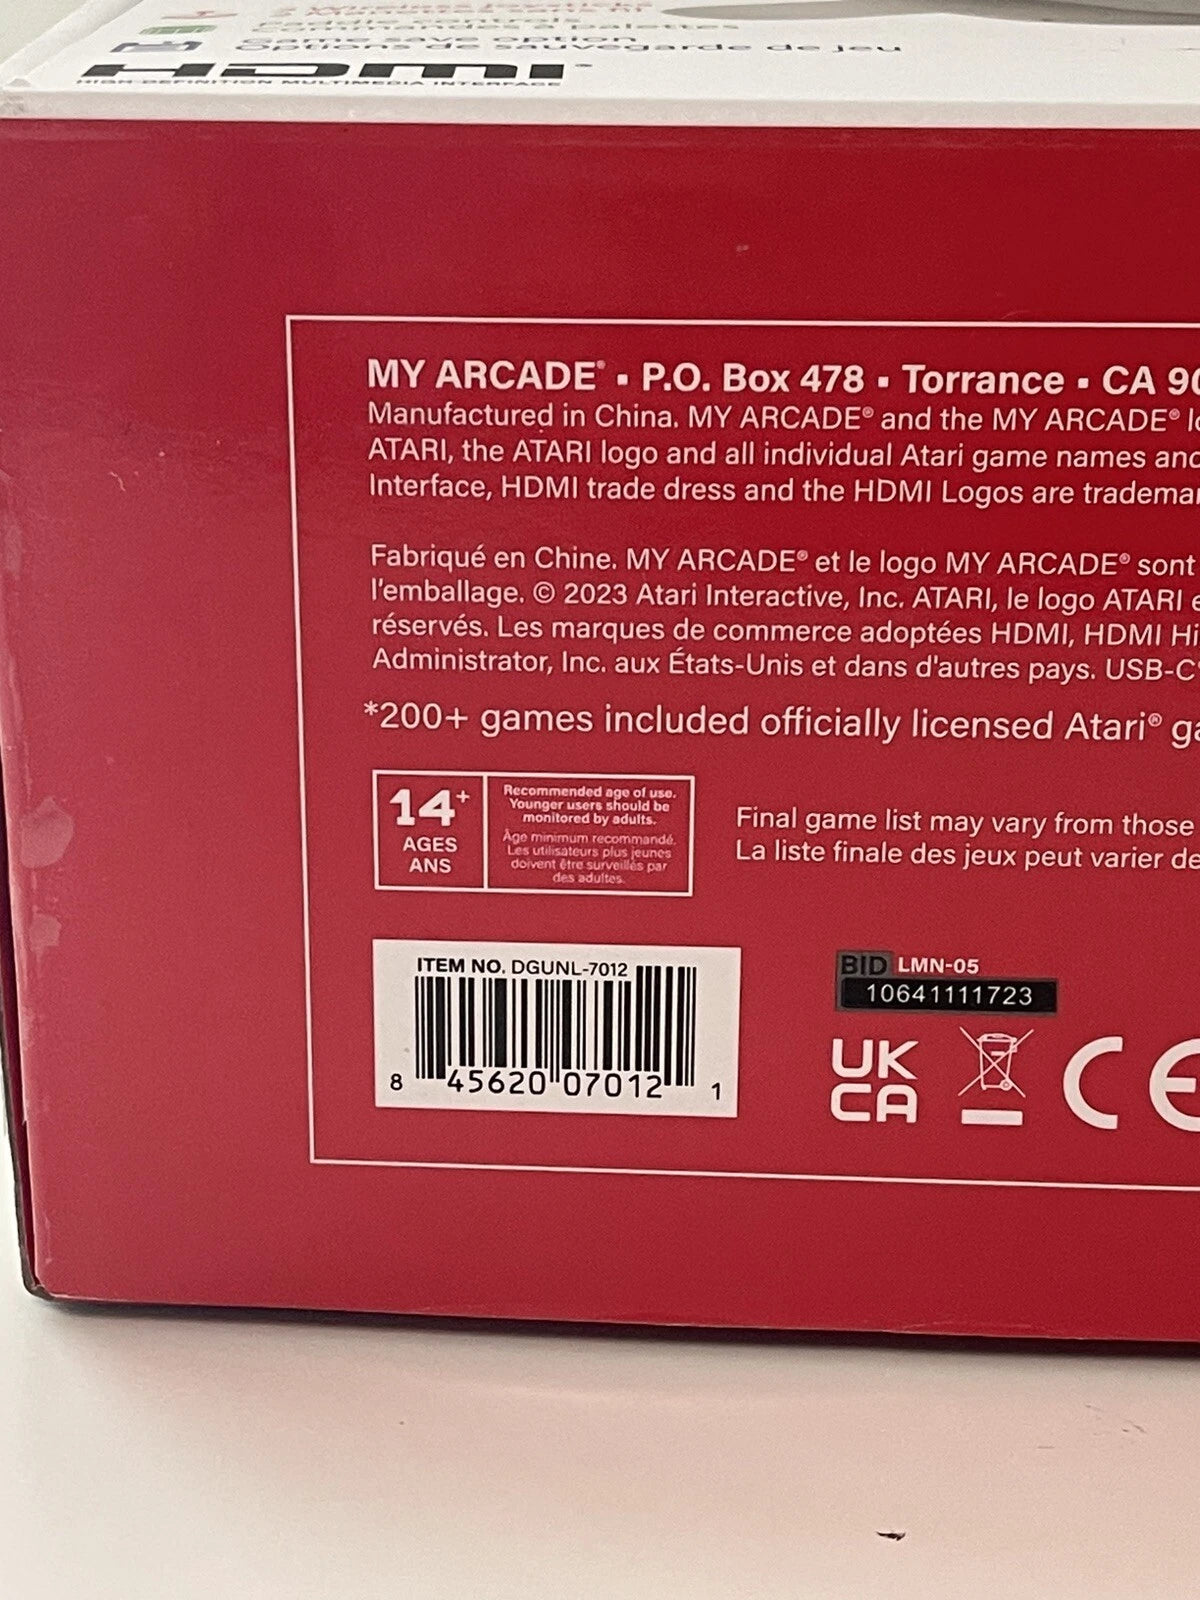 Paddle controls
Game save option
Options de sauvegarde de jeu
HDMI
HIGH-DEFINITION MULTIMEDIA INTERFACE
MY ARCADE® ▪ P.O. Box 478 ▪ Torrance ▪ CA 90
Manufactured in China. MY ARCADE® and the MY ARCADE®
ATARI, the ATARI logo and all individual Atari game names and
Interface, HDMI trade dress and the HDMI Logos are
Fabriqué en Chine. MY ARCADE® et le logo MY ARCADE® sont
l'emballage. © 2023 Atari Interactive, Inc. ATARI, le logo ATARI
réservés. Les marques de commerce adoptées HDMI, HDMI
Administrator, Inc. aux États-Unis et dans d'autres pays. USB-C
*200+ games included officially licensed Atari®
14+
AGES
ANS
Recommended age of use.
Younger users should be
monitored by adults.
Âge minimum recommandé.
Les utilisateurs plus jeunes
doivent être surveillés par
des adultes.
Final game list may vary from those
La liste finale des jeux peut varier de
ITEM NO. DGUNL-7012
8 45620 07012 1
BID LMN-05
10641111723
UK
CA
CE